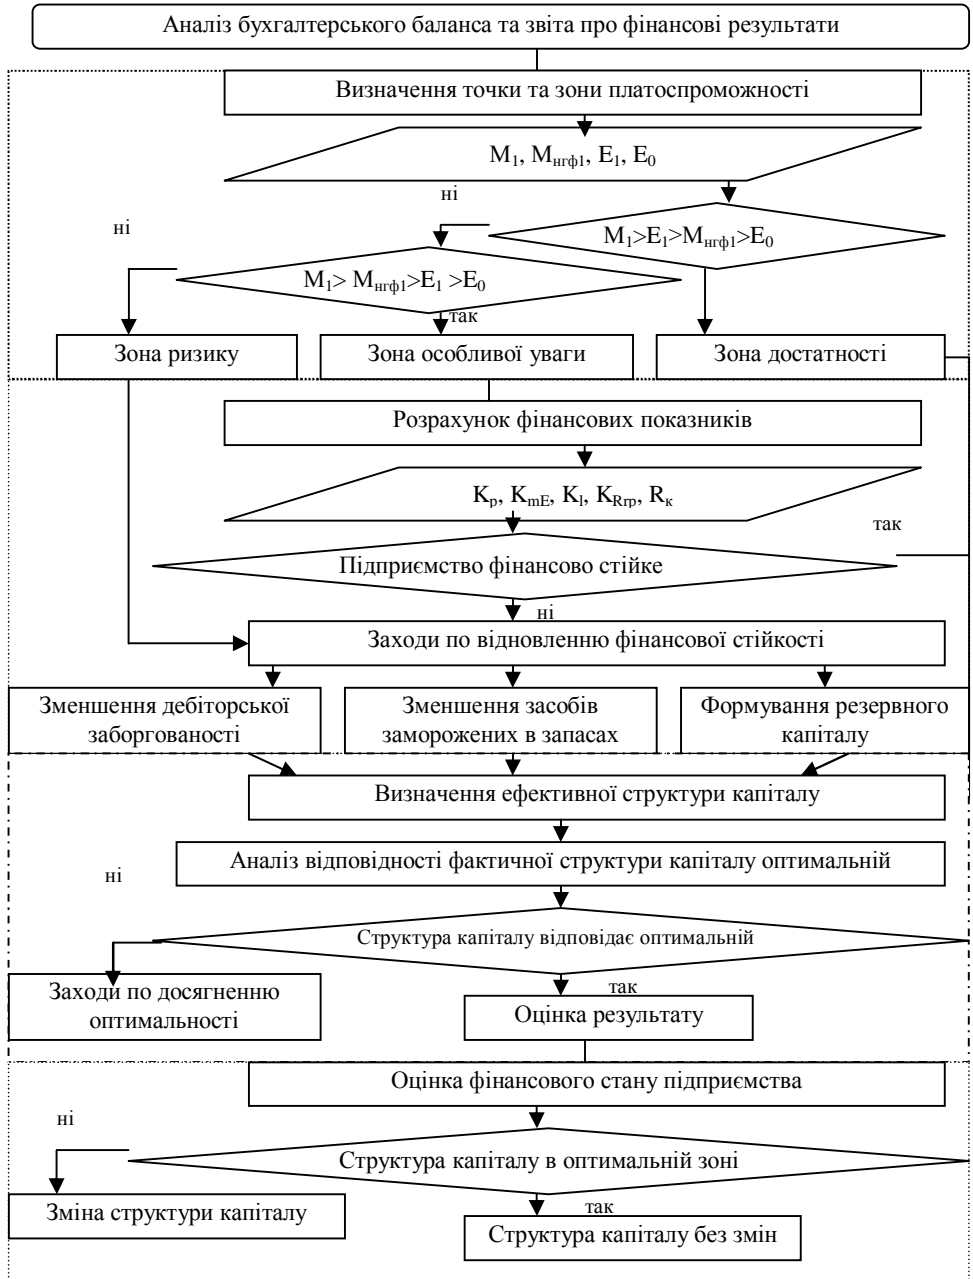 Аналіз бухгалтерського баланса та звіта про фінансові результати
Визначення точки та зони платоспроможності
M₁, Mнгф1, E₁, E₀
ні
ні
M₁>E₁>Mнгф1>E₀
M₁> Mнгф1>E₁ >E₀
так
Зона ризику
Зона особливої уваги
Зона достатності
Розрахунок фінансових показників
Kр, KmE, Kl, KRгр, Rк
так
Підприємство фінансово стійке
ні
Заходи по відновленню фінансової стійкості
Зменшення дебіторської
заборгованості
Зменшення засобів
заморожених в запасах
Формування резервного
капіталу
Визначення ефективної структури капіталу
Аналіз відповідності фактичної структури капіталу оптимальній
ні
Структура капіталу відповідає оптимальній
Заходи по досягненню
оптимальності
так
Оцінка результату
Оцінка фінансового стану підприємства
ні
Структура капіталу в оптимальній зоні
Зміна структури капіталу
так
Структура капіталу без змін